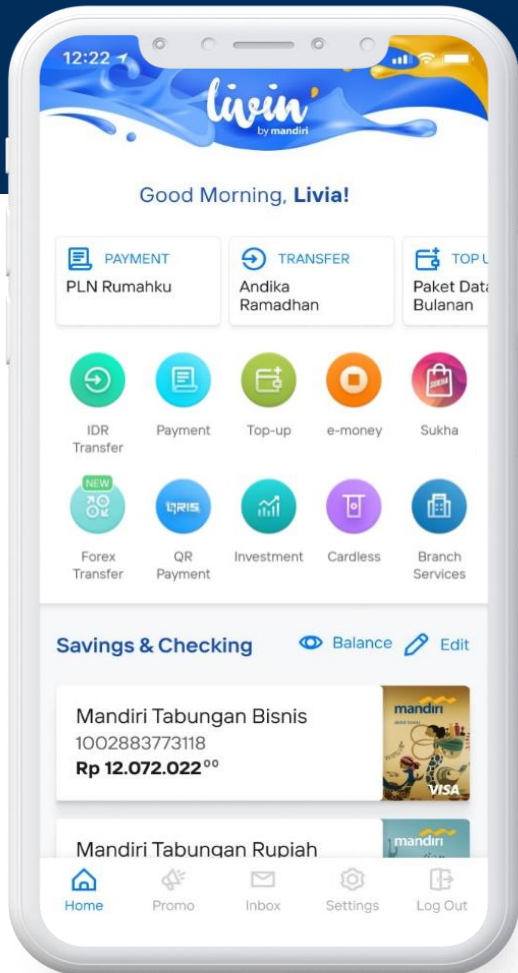 12:22
livin'
by mandiri
Good Morning, Livia!
PAYMENT
PLN Rumahku
TRANSFER
Andika
Ramadhan
TOP U
Paket Data
Bulanan
SUKHA
IDR
Transfer
Payment
Top-up
e-money
Sukha
NEW
QRIS
Forex
Transfer
QR
Payment
Investment
Cardless
Branch
Services
Savings & Checking
Balance
Edit
Mandiri Tabungan Bisnis
1002883773118
Rp 12.072.022⁰⁰
mandiri
VISA
Mandiri Tabungan Rupiah
mandiri
Home
Promo
Inbox
Settings
Log Out